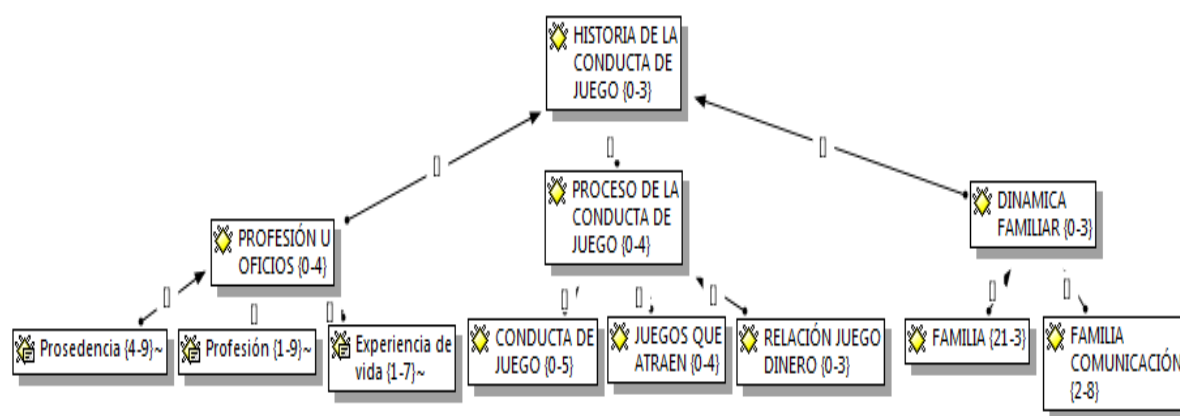 HISTORIA DE LA
CONDUCTA DE
JUEGO {0-3}
PROCESO DE LA
CONDUCTA DE
JUEGO {0-4}
DINAMICA
FAMILIAR {0-3}
PROFESIÓN U
OFICIOS {0-4}
Prosedencia {4-9}~
Profesión {1-9}~
Experiencia de
vida {1-7}~
CONDUCTA DE
JUEGO {0-5}
JUEGOS QUE
ATRAEN {0-4}
RELACIÓN JUEGO
DINERO {0-3}
FAMILIA {21-3}
FAMILIA
COMUNICACIÓN
{2-8}